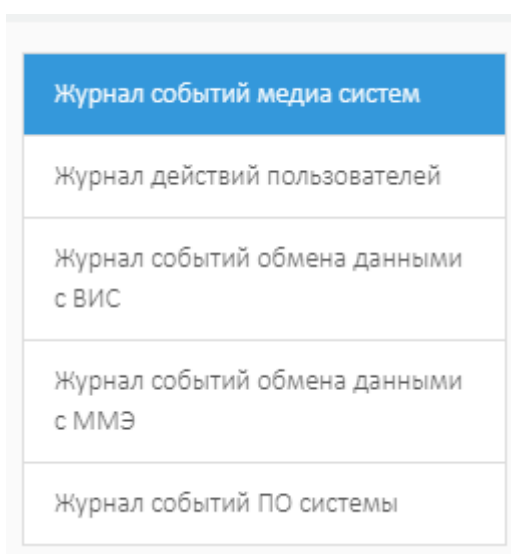 Журнал событий медиа систем
Журнал действий пользователей
Журнал событий обмена данными
с ВИС
Журнал событий обмена данными
с ММЭ
Журнал событий ПО системы